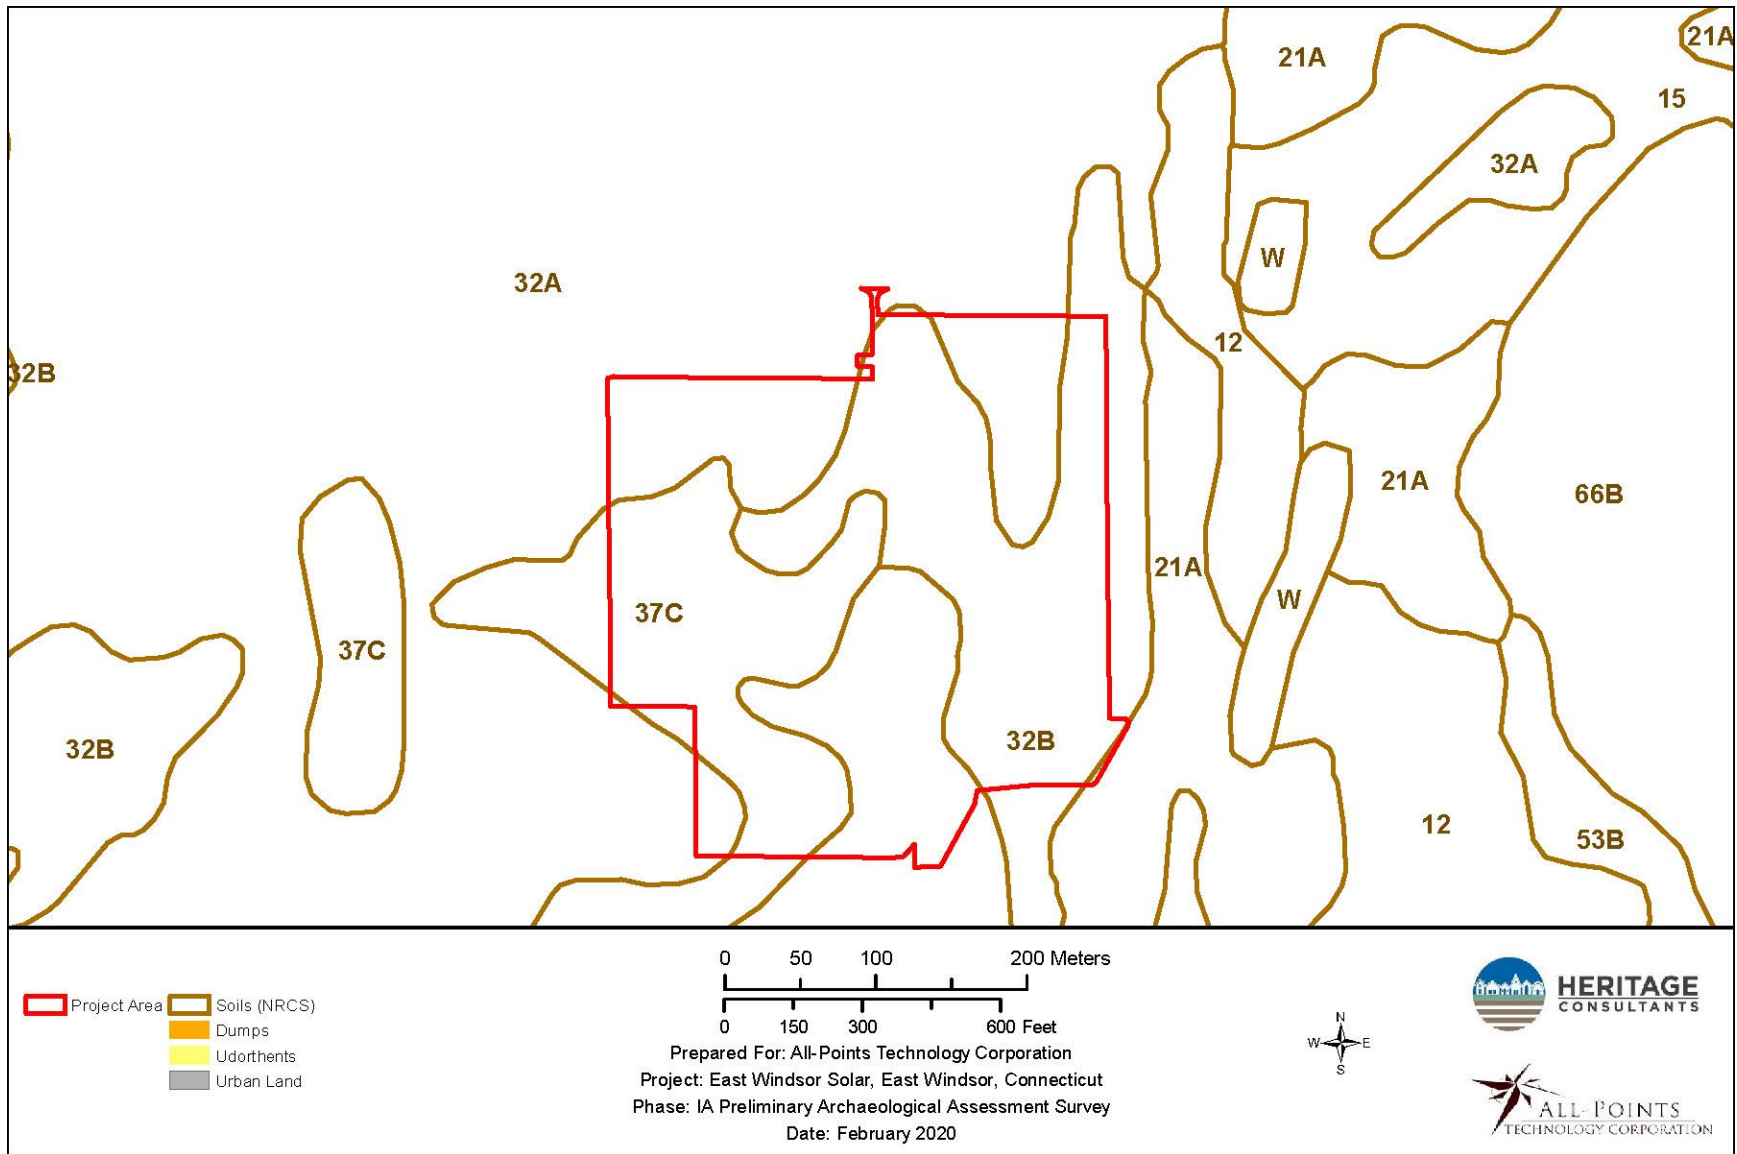 21A
21A
15
32A
W
32A
12
32B
21A
66B
21A
W
37C
37C
32B
32B
12
53B
0 50 100 200 Meters
0 150 300 600 Feet
Project Area
Soils (NRCS)
Dumps
Udorthents
Urban Land
Prepared For: All-Points Technology Corporation
Project: East Windsor Solar, East Windsor, Connecticut
Phase: IA Preliminary Archaeological Assessment Survey
Date: February 2020
N
W E
S
HERITAGE
CONSULTANTS
ALL-POINTS
TECHNOLOGY CORPORATION